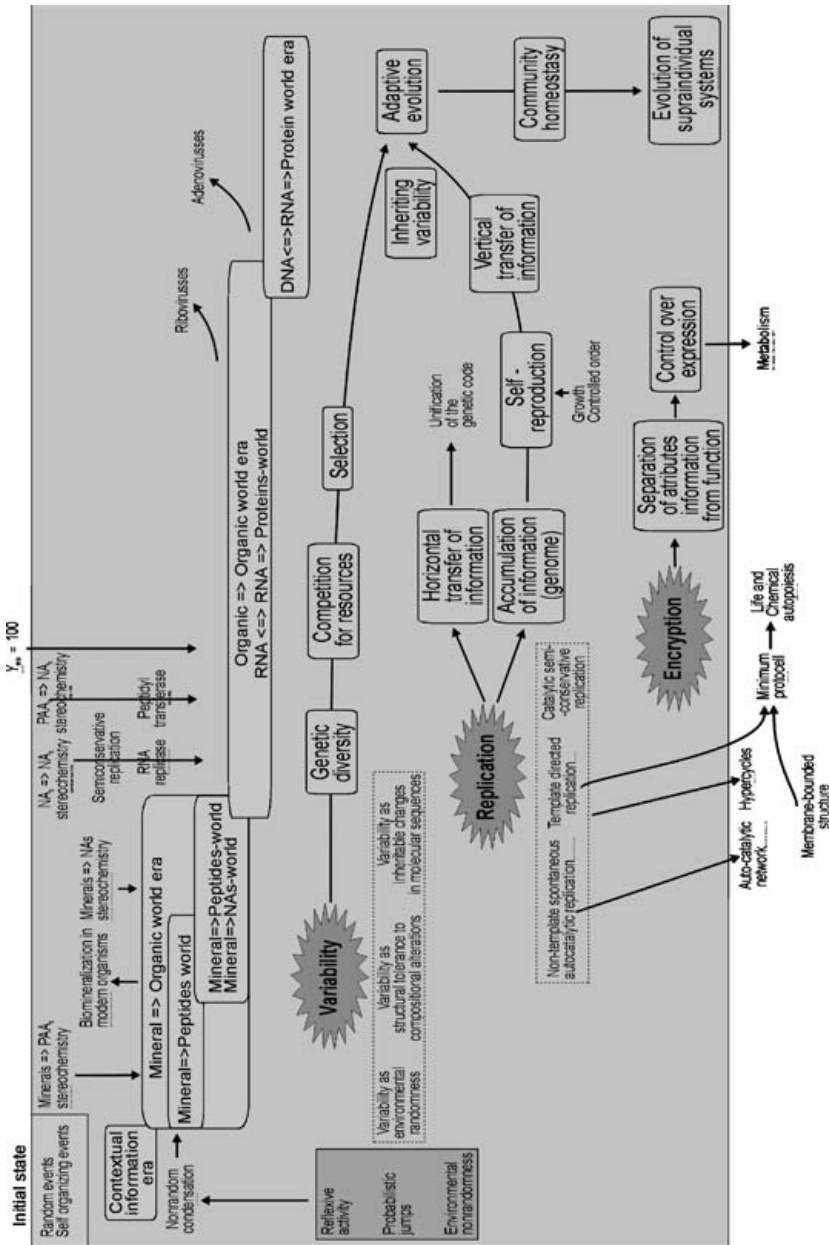 Initial state
Random events
Self organizing events
Contextual
information
era
Nonrandom
condensation
Reflexive
activity
Probabilistic
jumps
Environmental
nonrandomness
Minerals => PAA_s
stereochemistry
Biomineralization in
modern organisms
Minerals => NAs
stereochemistry
Mineral => Organic world era
Mineral=>Peptides world
Mineral=>Peptides-world
Mineral=>NAs-world
NA_s => NA_s
stereochemistry
Semiconservative
replication
RNA
replicase
PAA_s => NA_s
stereochemistry
Peptidyl
transferase
= 100
Organic => Organic world era
RNA <=> RNA => Proteins-world
Ribovirusses
Adenovirusses
DNA<=>RNA=>Protein world era
Variability
Genetic
diversity
Competition
for resources
Selection
Adaptive
evolution
Community
homeostasy
Evolution of
supraindividual
systems
Inheriting
variability
Variability as
environmental
randomness
Variability as
structural tolerance to
compositional alterations
Variability as
inheritable changes
in molecular sequences
Replication
Horizontal
transfer of
information
Unification
of the
genetic code
Accumulation
of information
(genome)
Self -
reproduction
Growth
Controlled order
Vertical
transfer of
information
Non-template spontaneous
autocatalytic replication......
Template directed
replication....
Catalytic semi-
-conservative
replication
Encryption
Separation
of atributes
information
from function
Control over
expression
Metabolism
Auto-catalytic
network
Hypercycles
Minimum
protocell
Life and
Chemical
autopoiesis
Membrane-bounded
structure